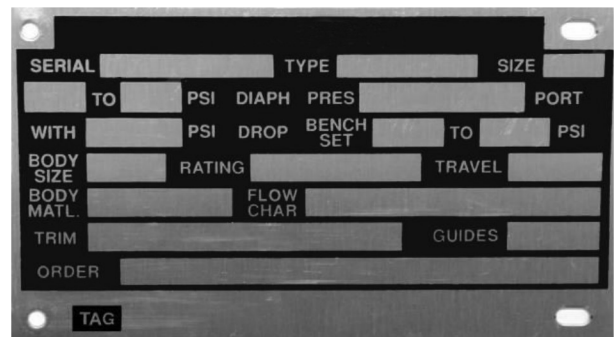 SERIAL TYPE SIZE
TO PSI DIAPH PRES PORT
WITH PSI DROP BENCH SET TO PSI
BODY SIZE RATING TRAVEL
BODY MATL. FLOW CHAR
TRIM GUIDES
ORDER
TAG